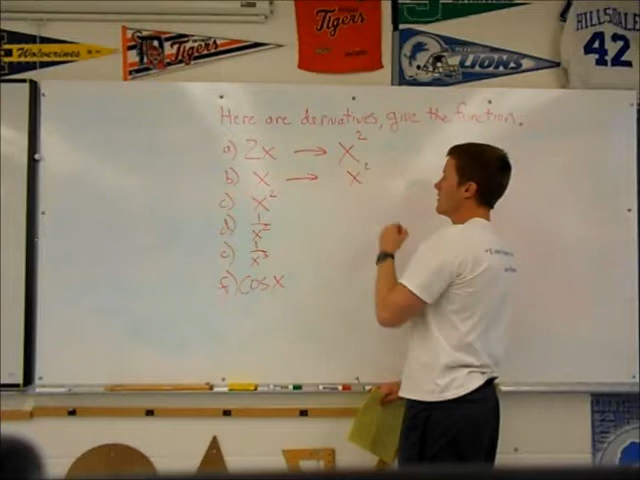 Wolverines
Tigers
Tigers
LIONS
HILLSDALE
42
Here are derivatives, give the function.
a) 2x → x²
b) x → x²
c) x²
d) 1/x²
e) 1/x³
f) cos x